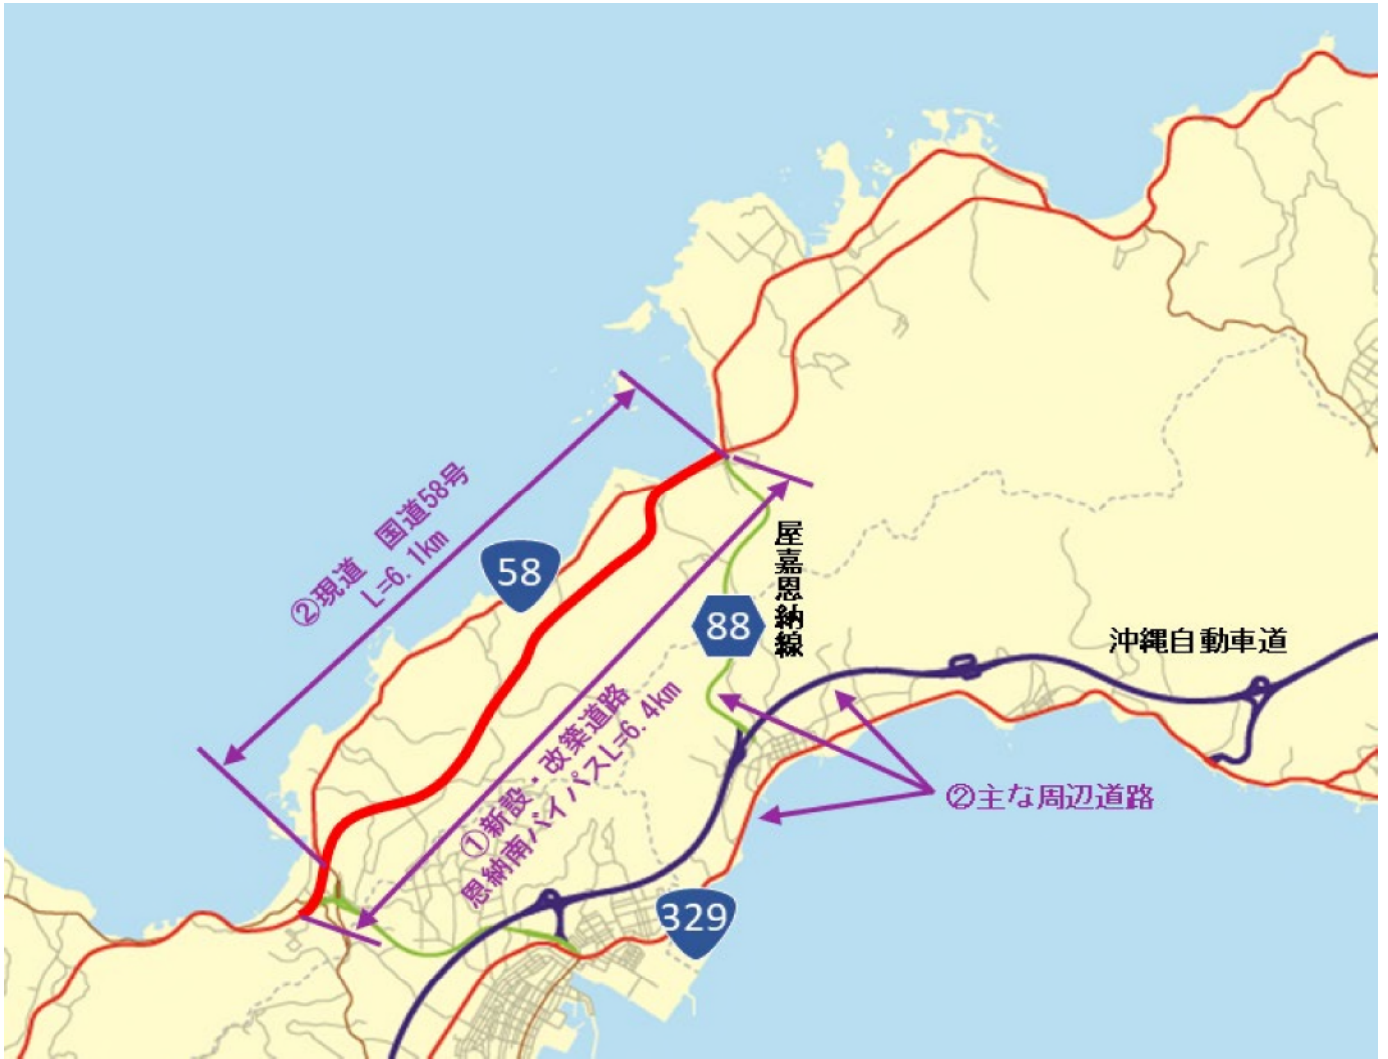 ②現道　国道58号
L=6.1km
58
屋嘉恩納線
88
沖縄自動車道
①新設・改築道路
恩納南バイパスL=6.4km
②主な周辺道路
329